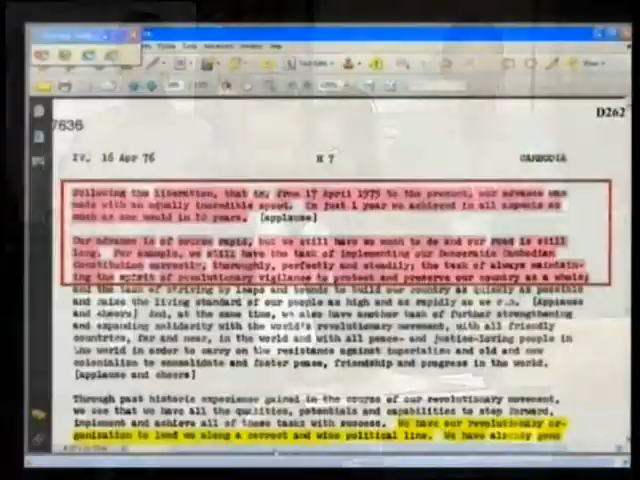 D262
7636
IV. 16 Apr 76 H 7 CAMBODIA
Following the liberation, that is, from 17 April 1975 to the present, our advance was
made with an equally incredible speed. In just 1 year we achieved in all aspects as
much as one would in 10 years. [applause]
Our advance is of course rapid, but we still have much to do and our road is still
long. For example, we still have the task of implementing our Democratic Cambodian
Constitution correctly, thoroughly, perfectly and steadily; the task of always maintain-
ing the spirit of revolutionary vigilance to protect and preserve our country as a whole;
and the task of striving by leaps and bounds to build our country as quickly as possible
and raise the living standard of our people as high and as rapidly as we can. [Applause
and cheers] And, at the same time, we also have another task of further strengthening
and expanding solidarity with the world's revolutionary movement, with all friendly
countries, far and near, in the world and with all peace- and justice-loving people in
the world in order to carry on the resistance against imperialism and old and new
colonialism to consolidate and foster peace, friendship and progress in the world.
[applause and cheers]
Through past historic experience gained in the course of our revolutionary movement,
we see that we have all the qualities, potentials and capabilities to step forward,
implement and achieve all of these tasks with success. We have our revolutionary or-
ganization to lead us along a correct and wise political line. We have already gone